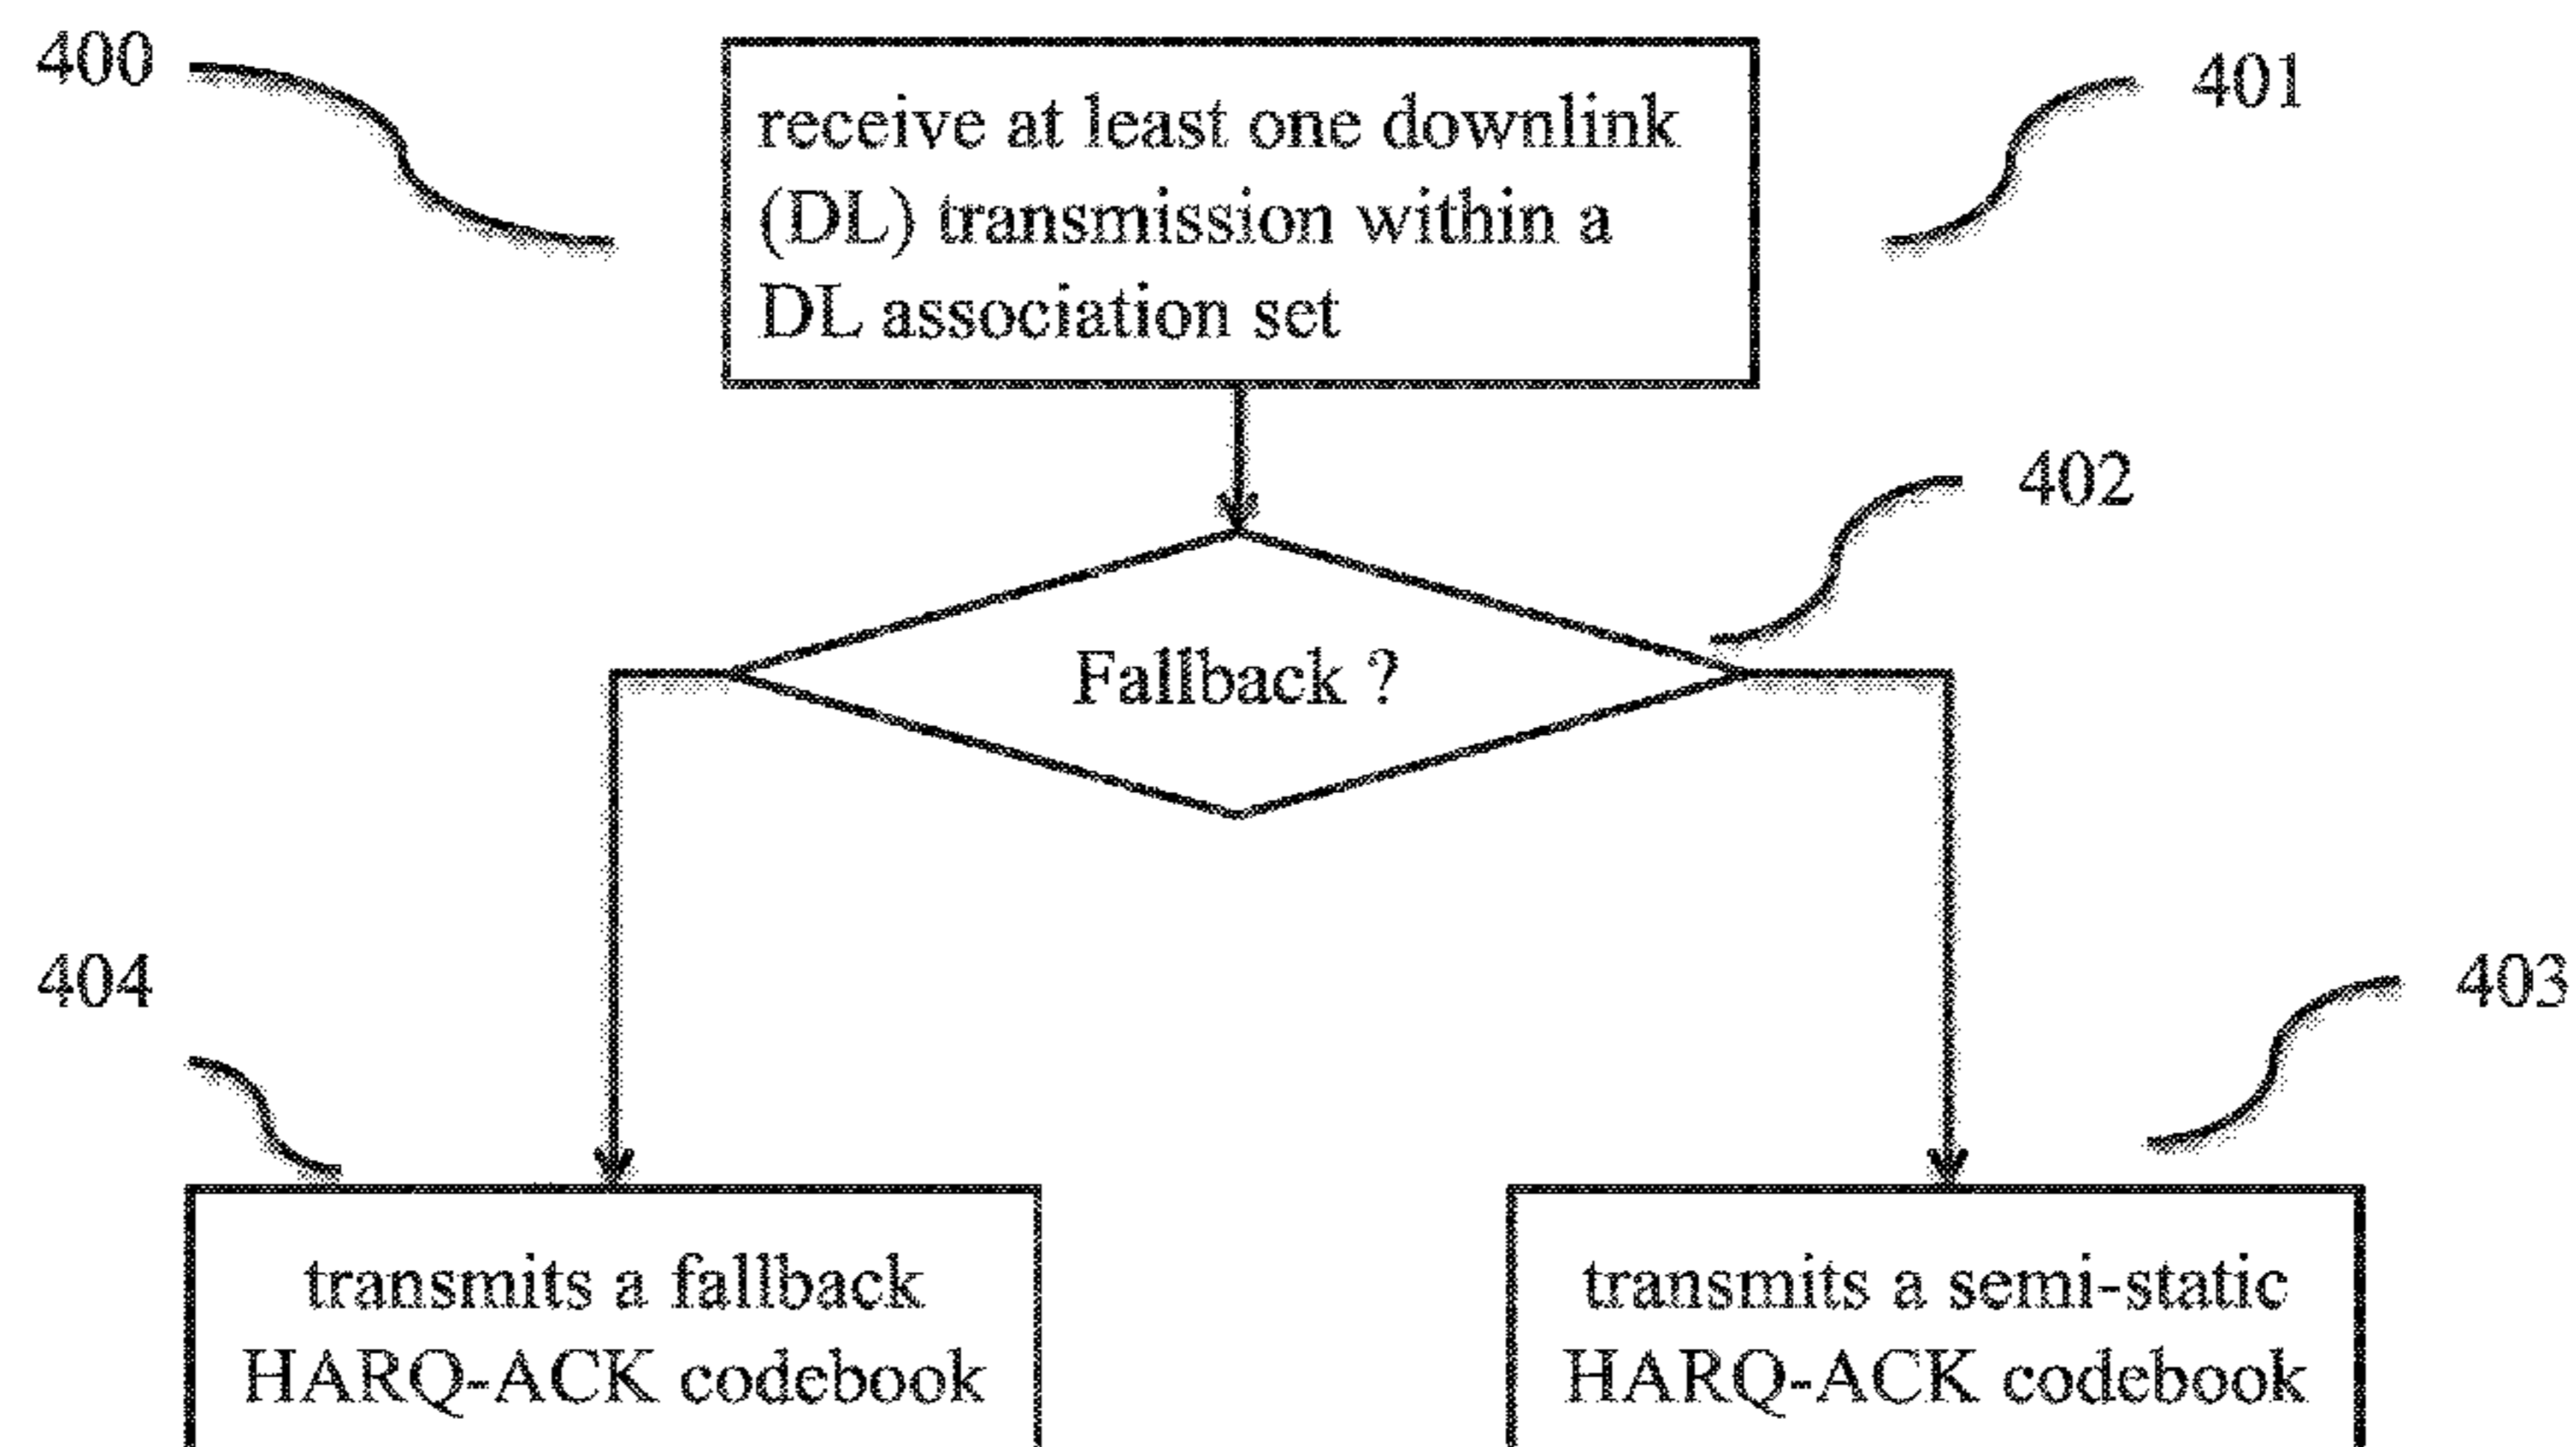 400
receive at least one downlink
(DL) transmission within a
DL association set
401
402
Fallback ?
404
403
transmits a fallback
HARQ-ACK codebook
transmits a semi-static
HARQ-ACK codebook